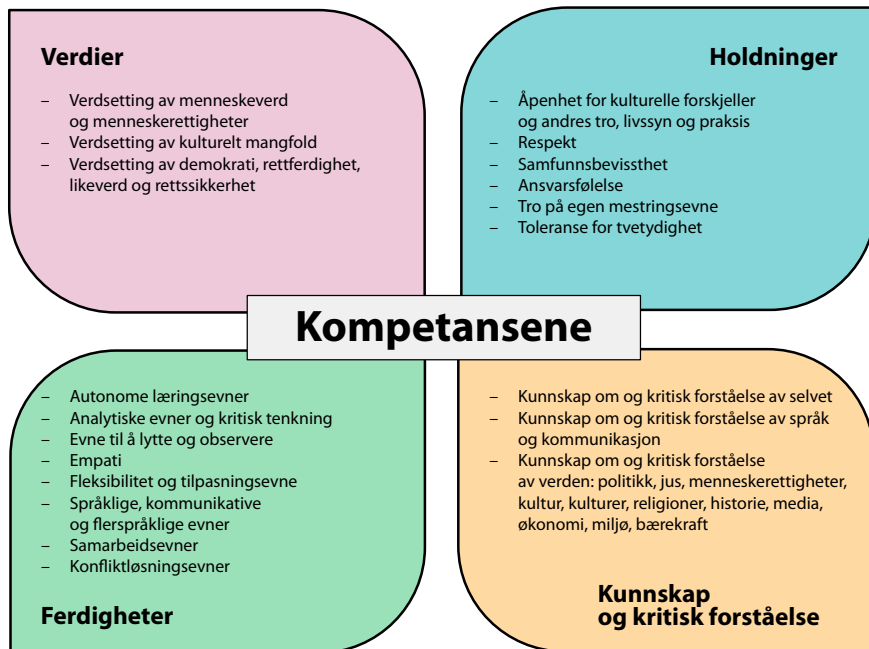 Verdier
– Verdsetting av menneskeverd
og menneskerettigheter
– Verdsetting av kulturelt mangfold
– Verdsetting av demokrati, rettferdighet,
likeverd og rettssikkerhet
Holdninger
– Åpenhet for kulturelle forskjeller
og andres tro, livssyn og praksis
– Respekt
– Samfunnsbevissthet
– Ansvarsfølelse
– Tro på egen mestringsevne
– Toleranse for tvetydighet
Kompetansene
– Autonome læringsevner
– Analytiske evner og kritisk tenkning
– Evne til å lytte og observere
– Empati
– Fleksibilitet og tilpasningsevne
– Språklige, kommunikative
og flerspråklige evner
– Samarbeidsevner
– Konfliktløsningsevner
Ferdigheter
– Kunnskap om og kritisk forståelse av selvet
– Kunnskap om og kritisk forståelse av språk
og kommunikasjon
– Kunnskap om og kritisk forståelse
av verden: politikk, jus, menneskerettigheter,
kultur, kulturer, religioner, historie, media,
økonomi, miljø, bærekraft
Kunnskap
og kritisk forståelse